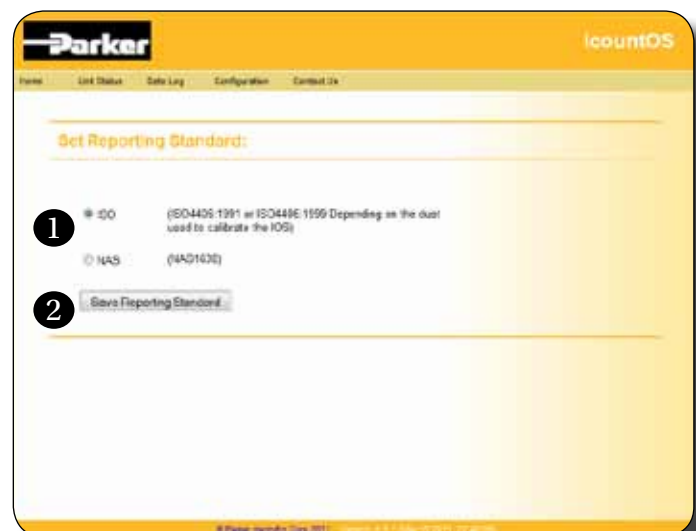 Parker
IcountOS
Home Unit Status Data Log Configuration Contact Us
Set Reporting Standard:
ISO (ISO4406:1991 or ISO4406:1999 Depending on the dust
used to calibrate the IOS)
NAS (NAS1638)
Save Reporting Standard
1
2